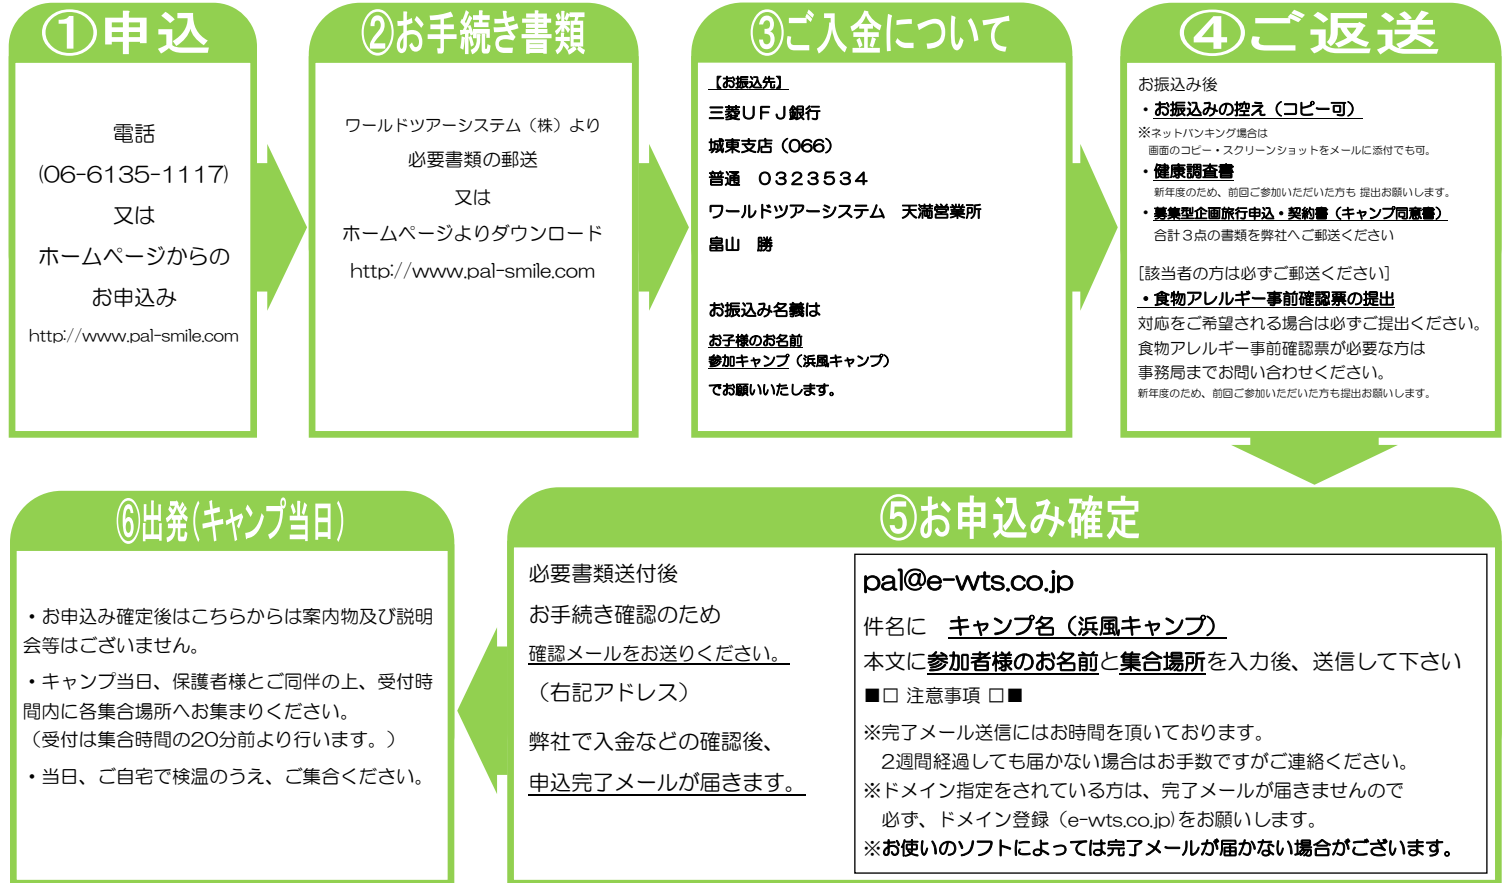 ①申込
電話
(06-6135-1117)
又は
ホームページからの
お申込み
http://www.pal-smile.com
②お手続き書類
ワールドツアーシステム（株）より
必要書類の郵送
又は
ホームページよりダウンロード
http://www.pal-smile.com
③ご入金について
【お振込先】
三菱ＵＦＪ銀行
城東支店（066）
普通　０３２３５３４
ワールドツアーシステム　天満営業所
畠山　勝
お振込み名義は
お子様のお名前
参加キャンプ（浜風キャンプ）
でお願いいたします。
④ご返送
お振込み後
・お振込みの控え（コピー可）
※ネットバンキング場合は
画面のコピー・スクリーンショットをメールに添付でも可。
・健康調査書
新年度のため、前回ご参加いただいた方も 提出お願いします。
・募集型企画旅行申込・契約書（キャンプ同意書）
合計３点の書類を弊社へご郵送ください
[該当者の方は必ずご郵送ください]
・食物アレルギー事前確認票の提出
対応をご希望される場合は必ずご提出ください。
食物アレルギー事前確認票が必要な方は
事務局までお問い合わせください。
新年度のため、前回ご参加いただいた方も提出お願いします。
⑤お申込み確定
必要書類送付後
お手続き確認のため
確認メールをお送りください。
（右記アドレス）
弊社で入金などの確認後、
申込完了メールが届きます。
pal@e-wts.co.jp
件名に　キャンプ名（浜風キャンプ）
本文に参加者様のお名前と集合場所を入力後、送信して下さい
■□ 注意事項 □■
※完了メール送信にはお時間を頂いております。
2週間経過しても届かない場合はお手数ですがご連絡ください。
※ドメイン指定をされている方は、完了メールが届きませんので
必ず、ドメイン登録（e-wts.co.jp)をお願いします。
※お使いのソフトによっては完了メールが届かない場合がございます。
⑥出発(キャンプ当日)
・お申込み確定後はこちらからは案内物及び説明
会等はございません。
・キャンプ当日、保護者様とご同伴の上、受付時
間内に各集合場所へお集まりください。
（受付は集合時間の20分前より行います。）
・当日、ご自宅で検温のうえ、ご集合ください。